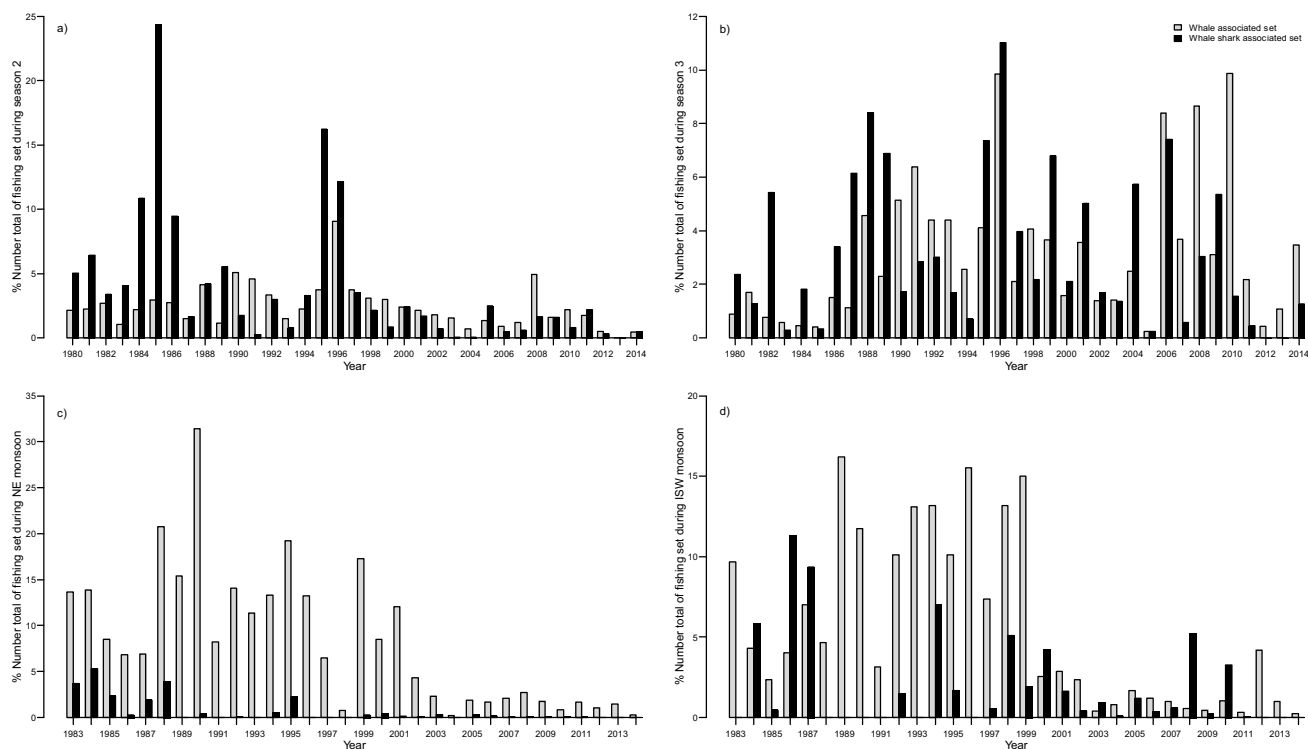 a)
% Number total of fishing set during season 2
25
20
15
10
5
0
1980 1982 1984 1986 1988 1990 1992 1994 1996 1998 2000 2002 2004 2006 2008 2010 2012 2014
Year
b)
Whale associated set
Whale shark associated set
% Number total of fishing set during season 3
12
10
8
6
4
2
0
1980 1982 1984 1986 1988 1990 1992 1994 1996 1998 2000 2002 2004 2006 2008 2010 2012 2014
Year
c)
% Number total of fishing set during NE monsoon
35
30
25
20
15
10
5
0
1983 1985 1987 1989 1991 1993 1995 1997 1999 2001 2003 2005 2007 2009 2011 2013
Year
d)
% Number total of fishing set during ISW monsoon
20
15
10
5
0
1983 1985 1987 1989 1991 1993 1995 1997 1999 2001 2003 2005 2007 2009 2011 2013
Year